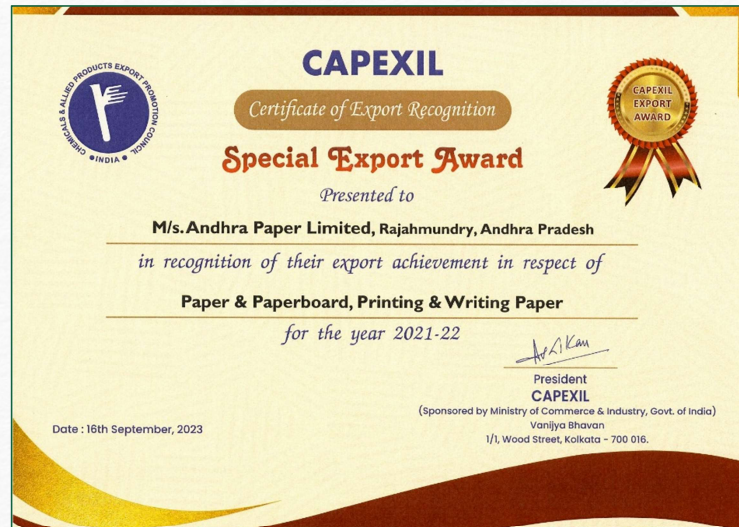 CAPEXIL
CHEMICALS & ALLIED PRODUCTS EXPORT PROMOTION COUNCIL
• INDIA •
CAPEXIL
EXPORT
AWARD
Certificate of Export Recognition
Special Export Award
Presented to
M/s. Andhra Paper Limited, Rajahmundry, Andhra Pradesh
in recognition of their export achievement in respect of
Paper & Paperboard, Printing & Writing Paper
for the year 2021-22
President
CAPEXIL
(Sponsored by Ministry of Commerce & Industry, Govt. of India)
Vanijya Bhavan
1/1, Wood Street, Kolkata - 700 016.
Date : 16th September, 2023